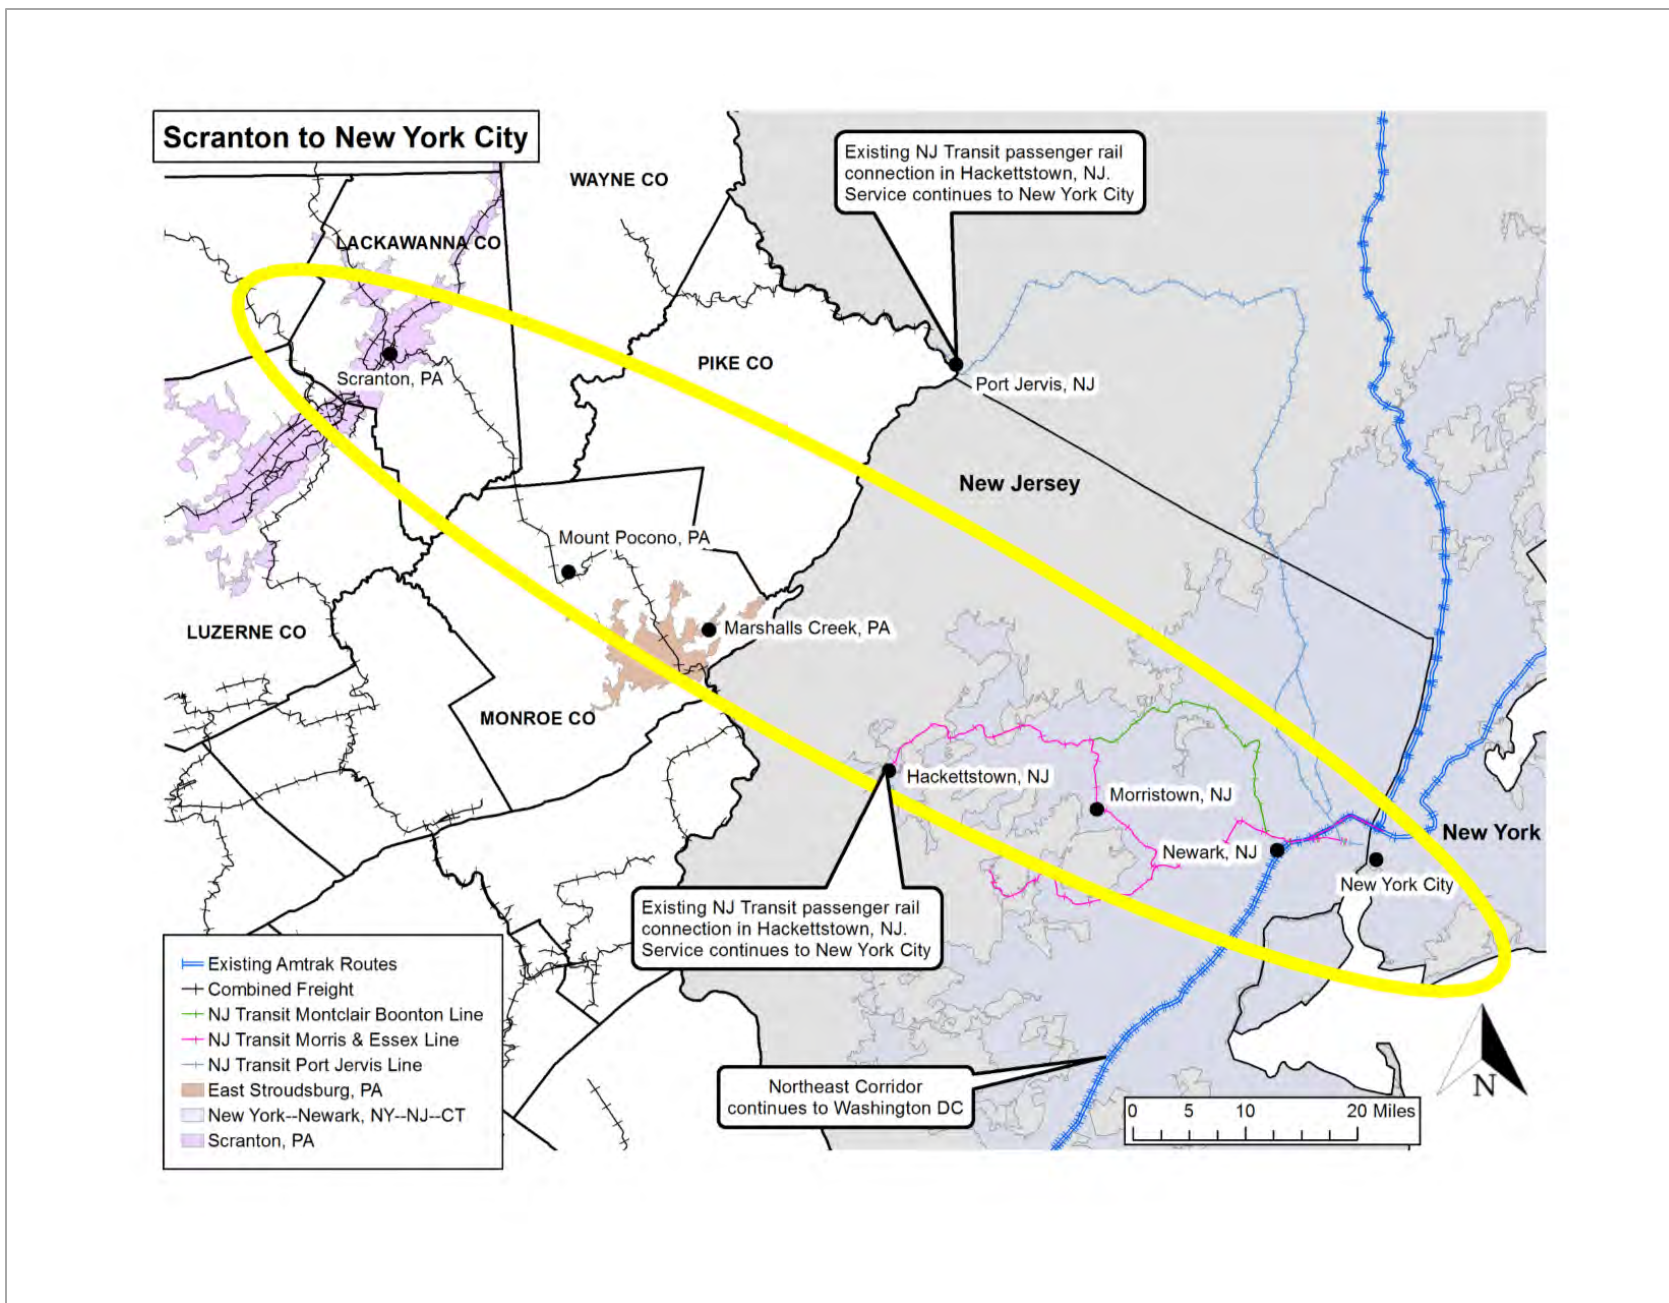 Scranton to New York City
Existing NJ Transit passenger rail
connection in Hackettstown, NJ.
Service continues to New York City
WAYNE CO
LACKAWANNA CO
PIKE CO
Scranton, PA
Port Jervis, NJ
New Jersey
Mount Pocono, PA
Marshalls Creek, PA
LUZERNE CO
MONROE CO
Hackettstown, NJ
Morristown, NJ
New York
Newark, NJ
New York City
Existing NJ Transit passenger rail
connection in Hackettstown, NJ.
Service continues to New York City
Existing Amtrak Routes
Combined Freight
NJ Transit Montclair Boonton Line
NJ Transit Morris & Essex Line
NJ Transit Port Jervis Line
East Stroudsburg, PA
New York--Newark, NY--NJ--CT
Scranton, PA
Northeast Corridor
continues to Washington DC
0 5 10 20 Miles
N